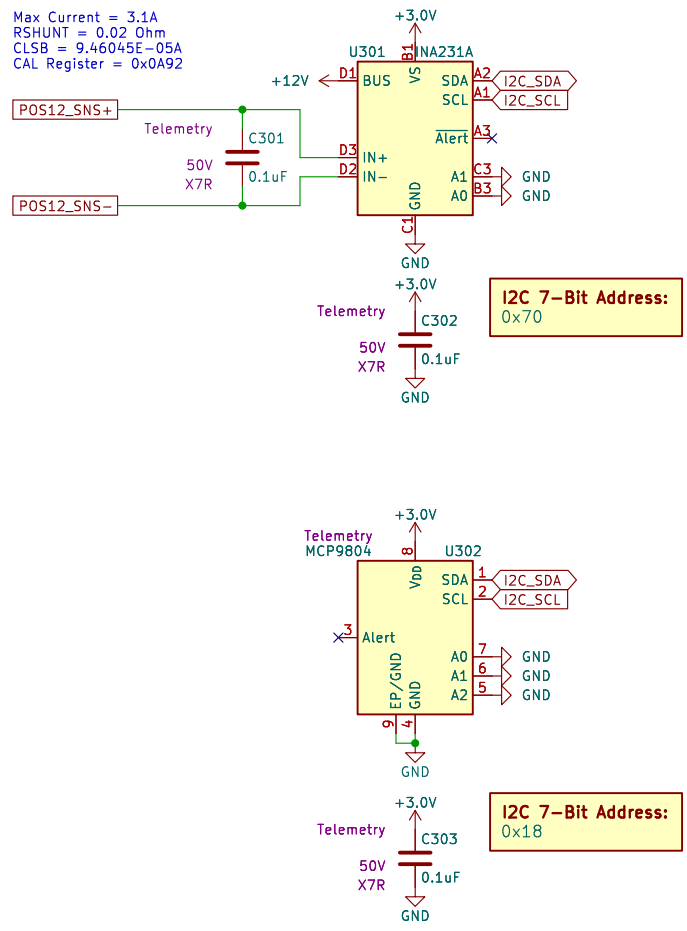 Max Current = 3.1A
RSHUNT = 0.02 Ohm
CLSB = 9.46045E-05A
CAL Register = 0x0A92
+3.0V
U301 INA231A
B1
VS
+12V D1 BUS SDA A2 I2C_SDA
SCL A1 I2C_SCL
POS12_SNS+
Telemetry
C301
50V
X7R
0.1uF
Alert A3
D3 IN+
D2 IN-
A1 C3 GND
A0 B3 GND
POS12_SNS-
GND
C1
GND
+3.0V
Telemetry
C302
50V
X7R
0.1uF
GND
I2C 7-Bit Address:
0x70
+3.0V
Telemetry
MCP9804 U302
8
VDD
SDA 1 I2C_SDA
SCL 2 I2C_SCL
3 Alert
A0 7 GND
A1 6 GND
A2 5 GND
EP/GND GND
9 4
GND
+3.0V
Telemetry
C303
50V
X7R
0.1uF
GND
I2C 7-Bit Address:
0x18